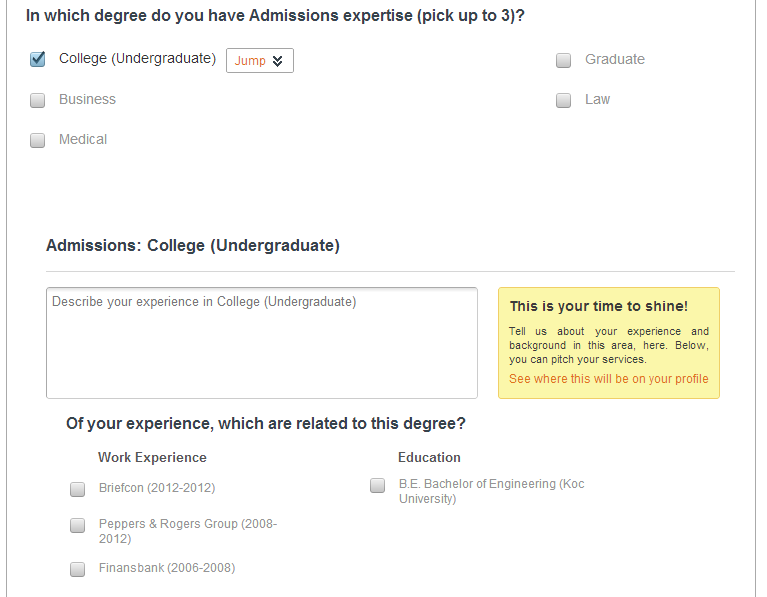 In which degree do you have Admissions expertise (pick up to 3)?
College (Undergraduate) Jump
Graduate
Business
Law
Medical
Admissions: College (Undergraduate)
Describe your experience in College (Undergraduate)
This is your time to shine!
Tell us about your experience and
background in this area, here. Below,
you can pitch your services.
See where this will be on your profile
Of your experience, which are related to this degree?
Work Experience
Briefcon (2012-2012)
Peppers & Rogers Group (2008-
2012)
Finansbank (2006-2008)
Education
B.E. Bachelor of Engineering (Koc
University)